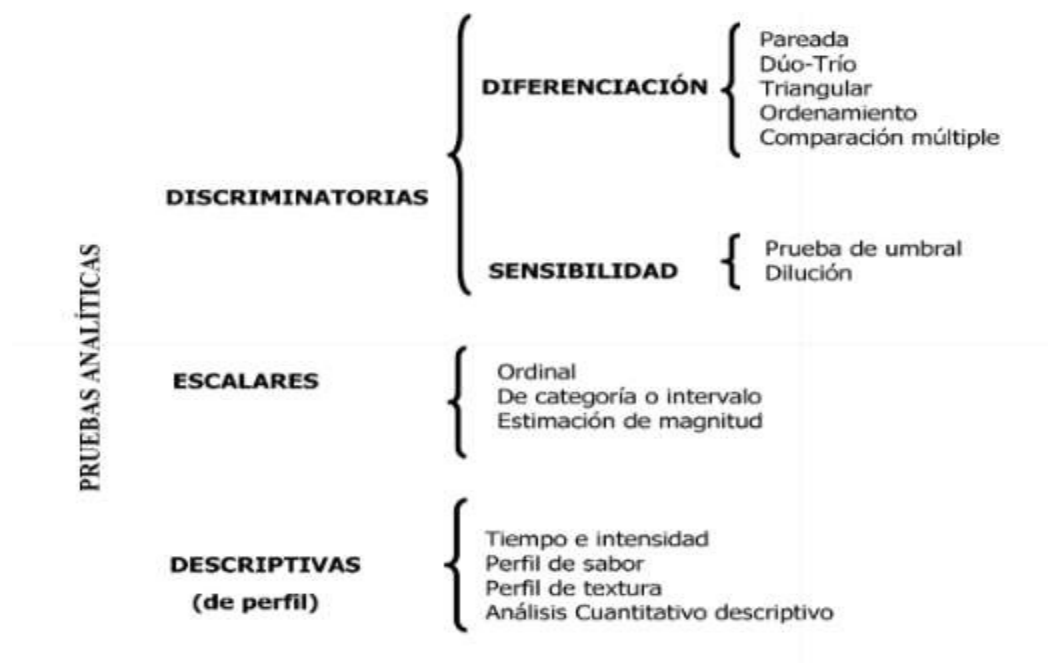 PRUEBAS ANALÍTICAS
DISCRIMINATORIAS
DIFERENCIACIÓN
Pareada
Dúo-Trío
Triangular
Ordenamiento
Comparación múltiple
SENSIBILIDAD
Prueba de umbral
Dilución
ESCALARES
Ordinal
De categoría o intervalo
Estimación de magnitud
DESCRIPTIVAS
(de perfil)
Tiempo e intensidad
Perfil de sabor
Perfil de textura
Análisis Cuantitativo descriptivo